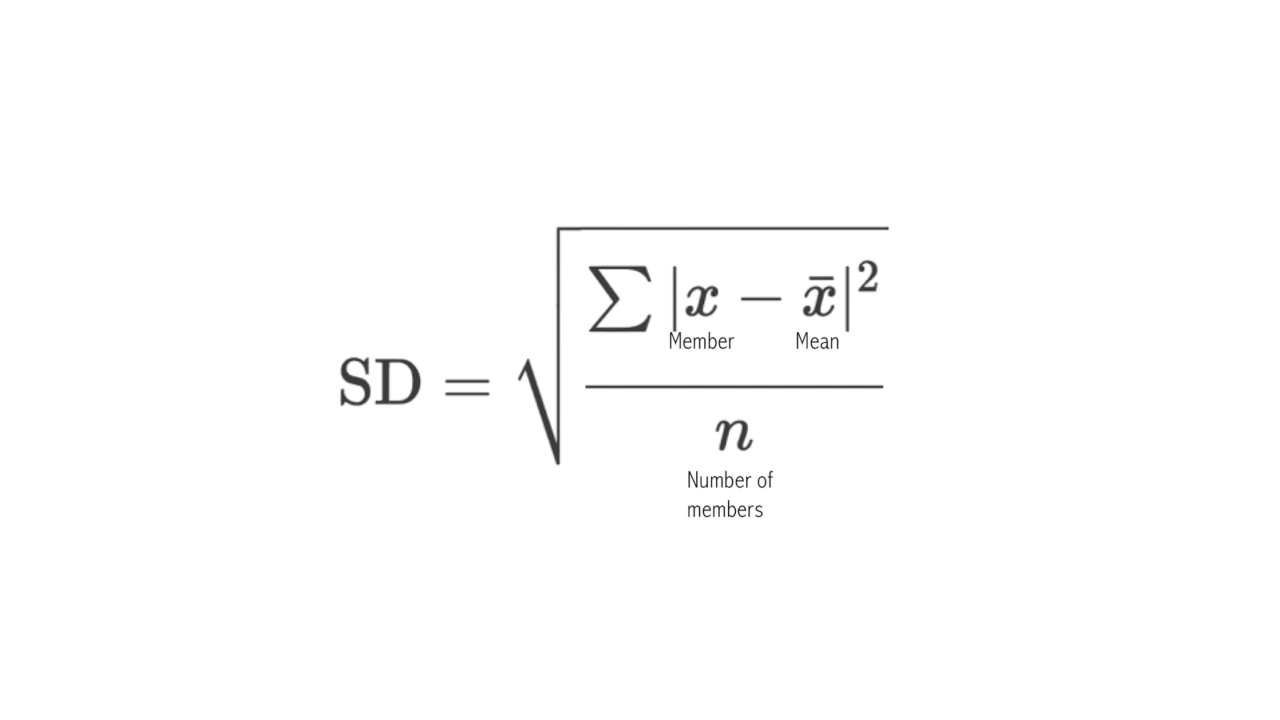 SD = √(∑|x − x̄|² / n)
Member Mean
Number of
members